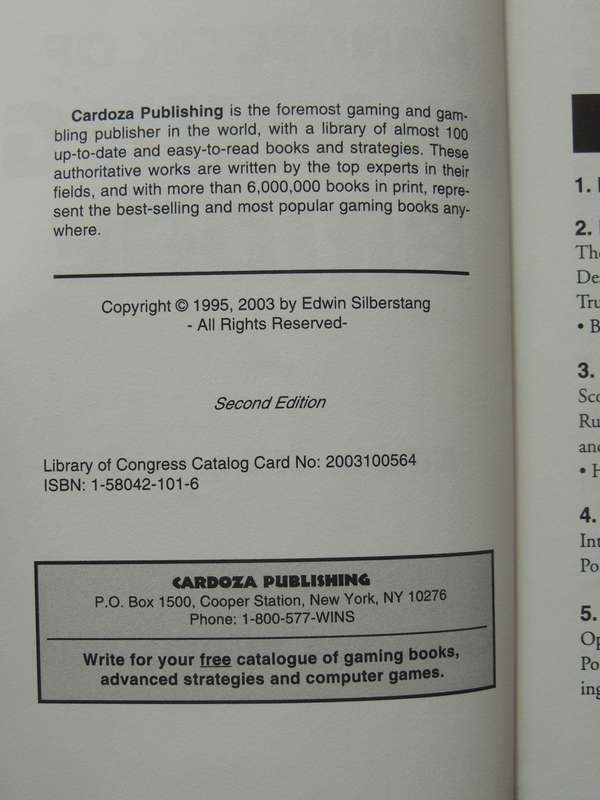 Cardoza Publishing is the foremost gaming and gam-
bling publisher in the world, with a library of almost 100
up-to-date and easy-to-read books and strategies. These
authoritative works are written by the top experts in their
fields, and with more than 6,000,000 books in print, repre-
sent the best-selling and most popular gaming books any-
where.
Copyright © 1995, 2003 by Edwin Silberstang
- All Rights Reserved-
Second Edition
Library of Congress Catalog Card No: 2003100564
ISBN: 1-58042-101-6
CARDOZA PUBLISHING
P.O. Box 1500, Cooper Station, New York, NY 10276
Phone: 1-800-577-WINS
Write for your free catalogue of gaming books,
advanced strategies and computer games.
1.
2.
3.
4.
5.